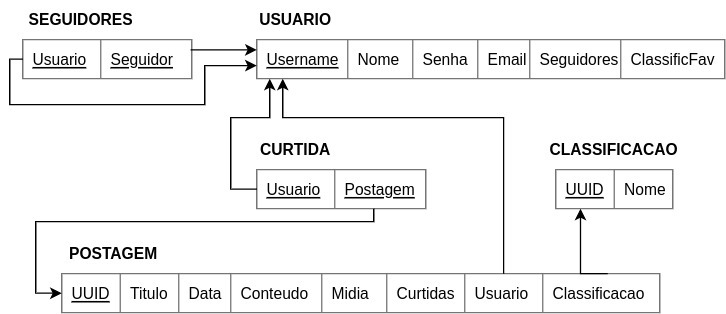 SEGUIDORES
Usuario Seguidor
USUARIO
Username Nome Senha Email Seguidores ClassificFav
CURTIDA
Usuario Postagem
CLASSIFICACAO
UUID Nome
POSTAGEM
UUID Titulo Data Conteudo Midia Curtidas Usuario Classificacao